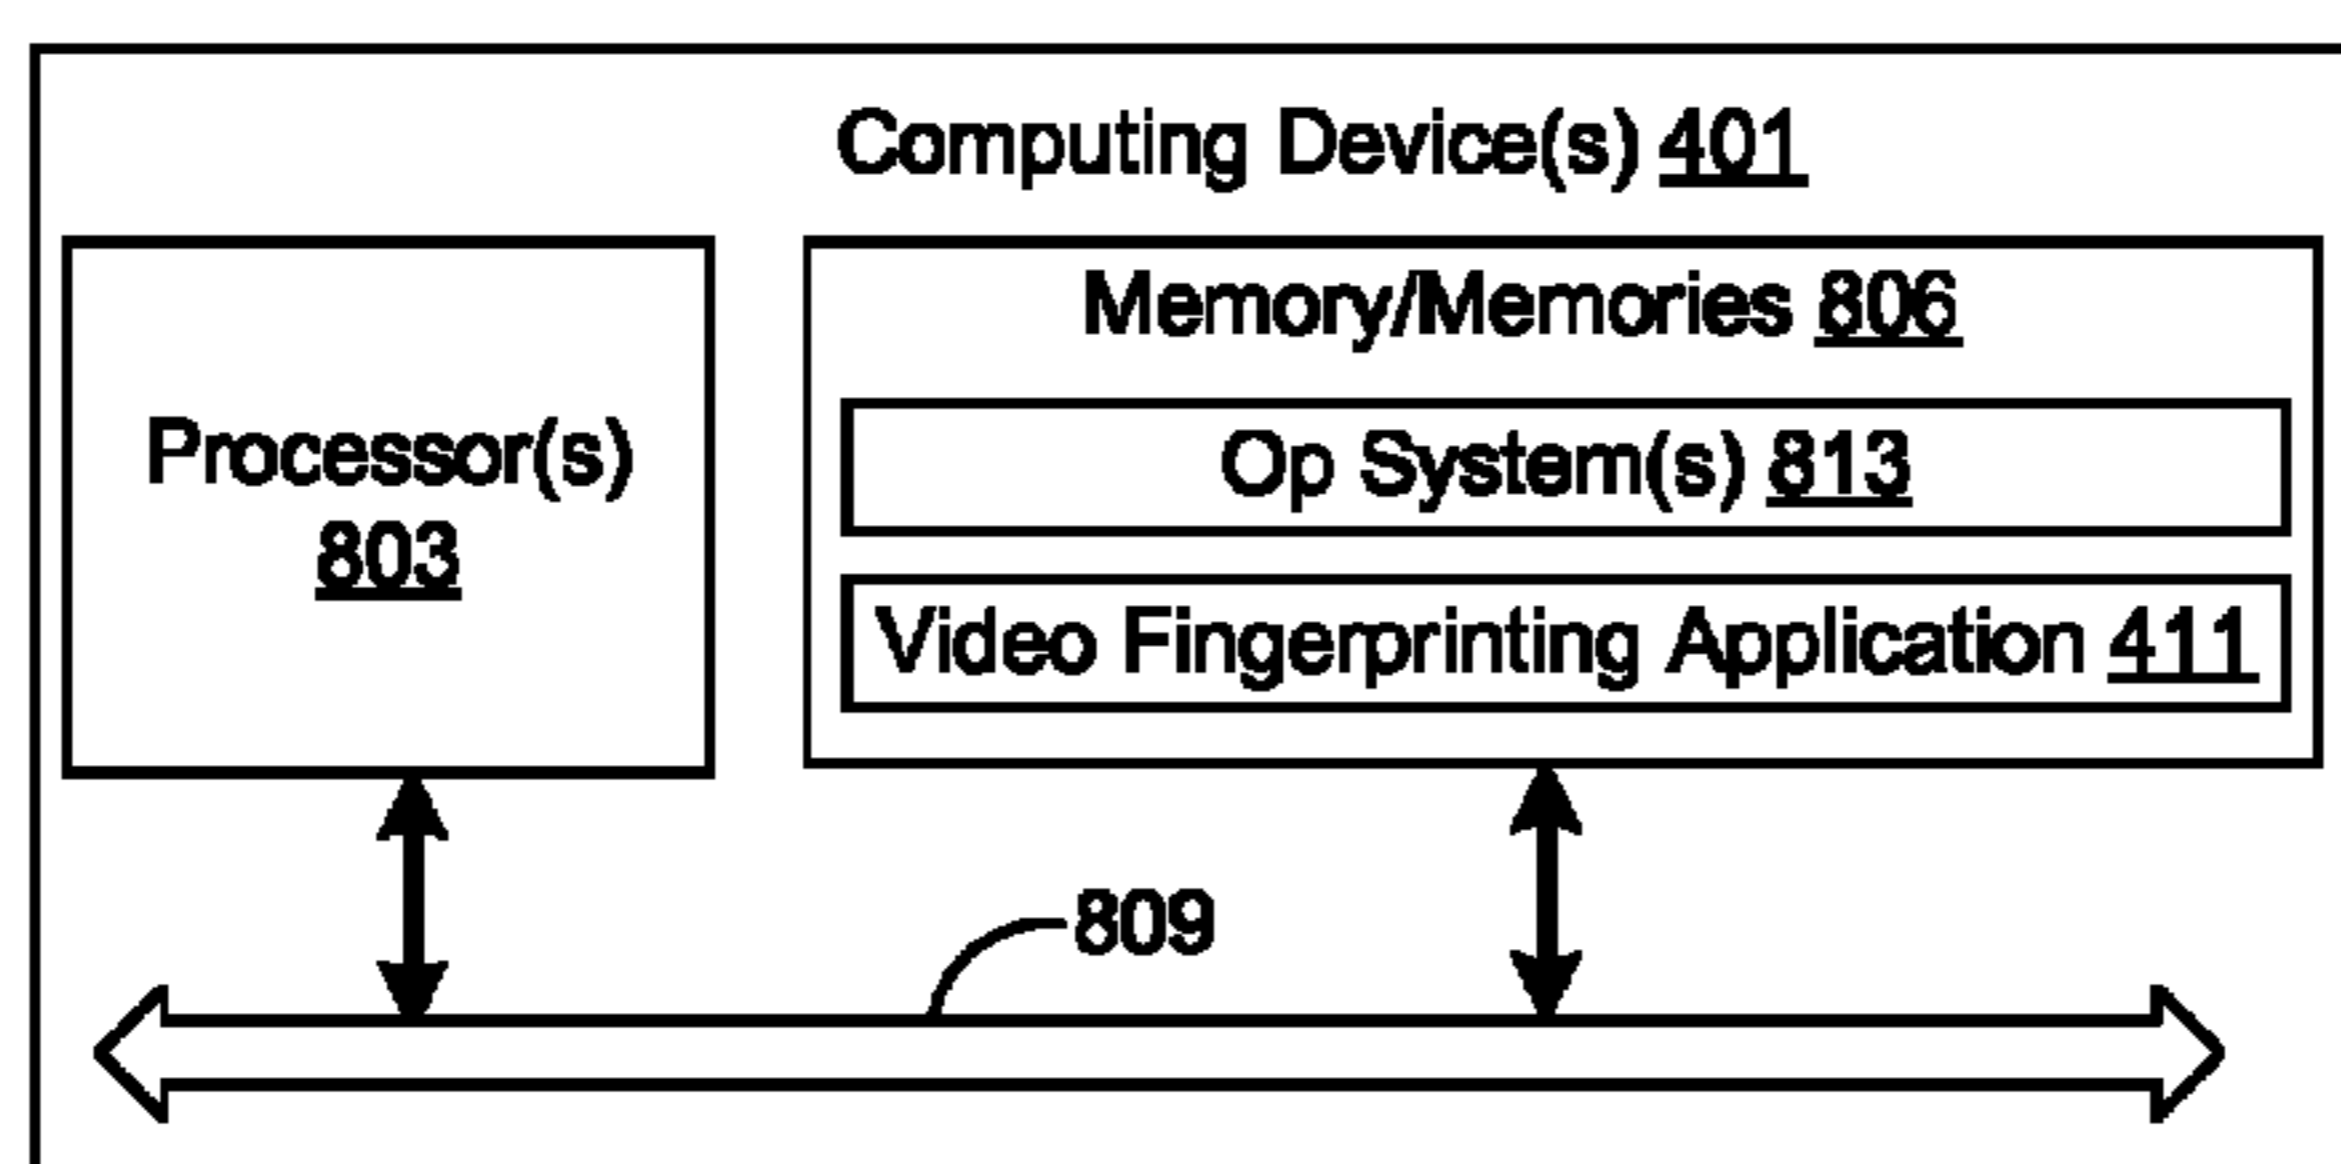 Computing Device(s) 401
Processor(s)
803
Memory/Memories 806
Op System(s) 813
Video Fingerprinting Application 411
809